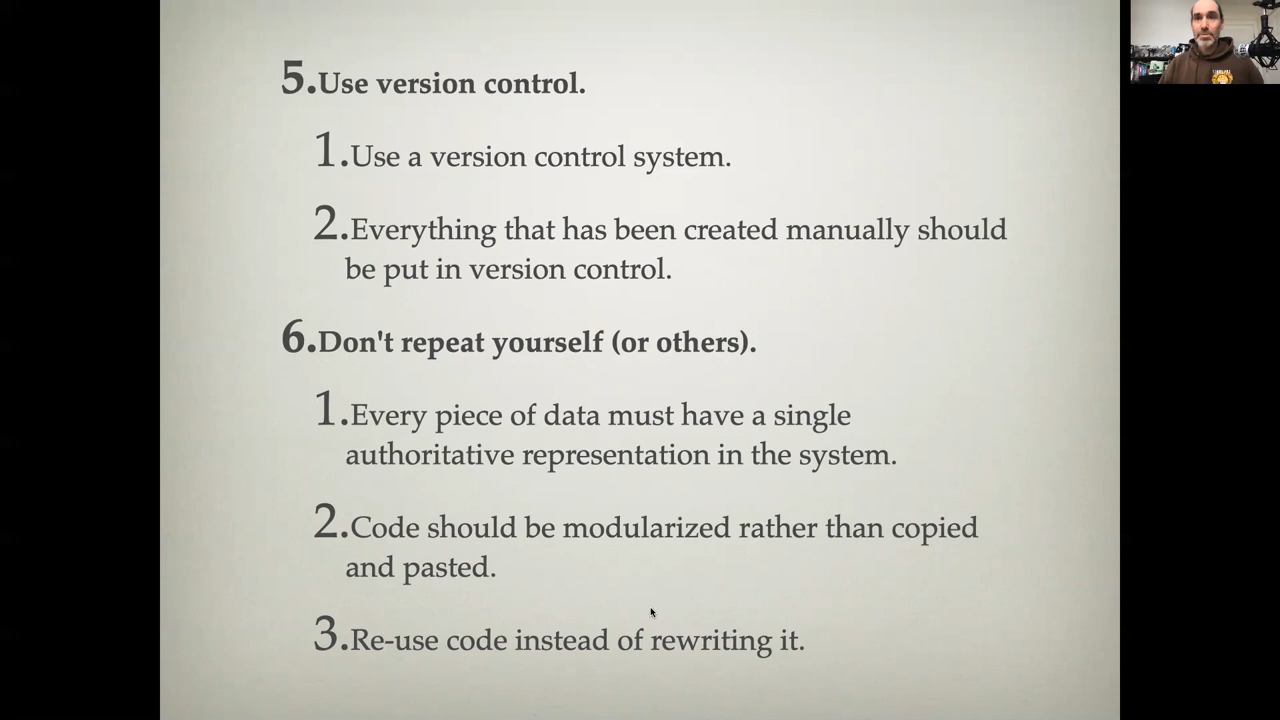 5.Use version control.
1.Use a version control system.
2.Everything that has been created manually should
be put in version control.
6.Don't repeat yourself (or others).
1.Every piece of data must have a single
authoritative representation in the system.
2.Code should be modularized rather than copied
and pasted.
3.Re-use code instead of rewriting it.